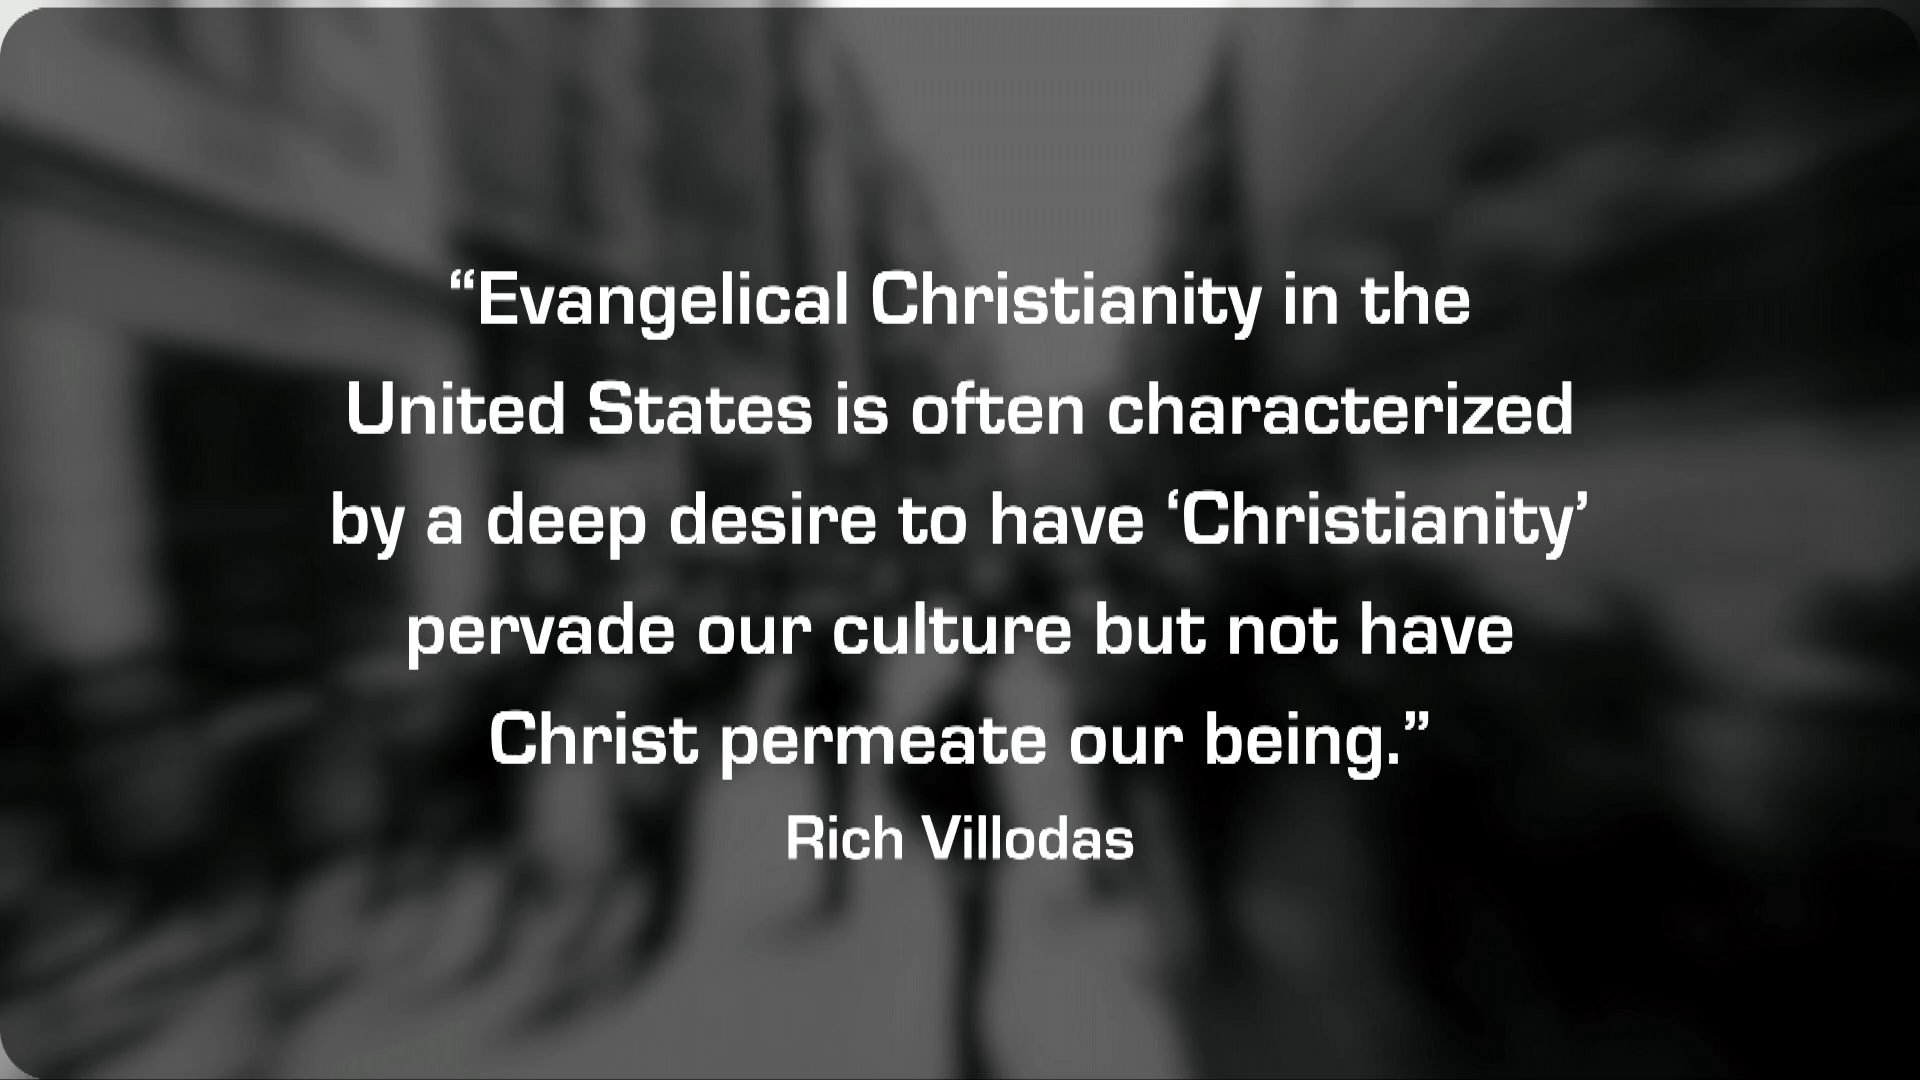 “Evangelical Christianity in the
United States is often characterized
by a deep desire to have ‘Christianity’
pervade our culture but not have
Christ permeate our being.”
Rich Villodas